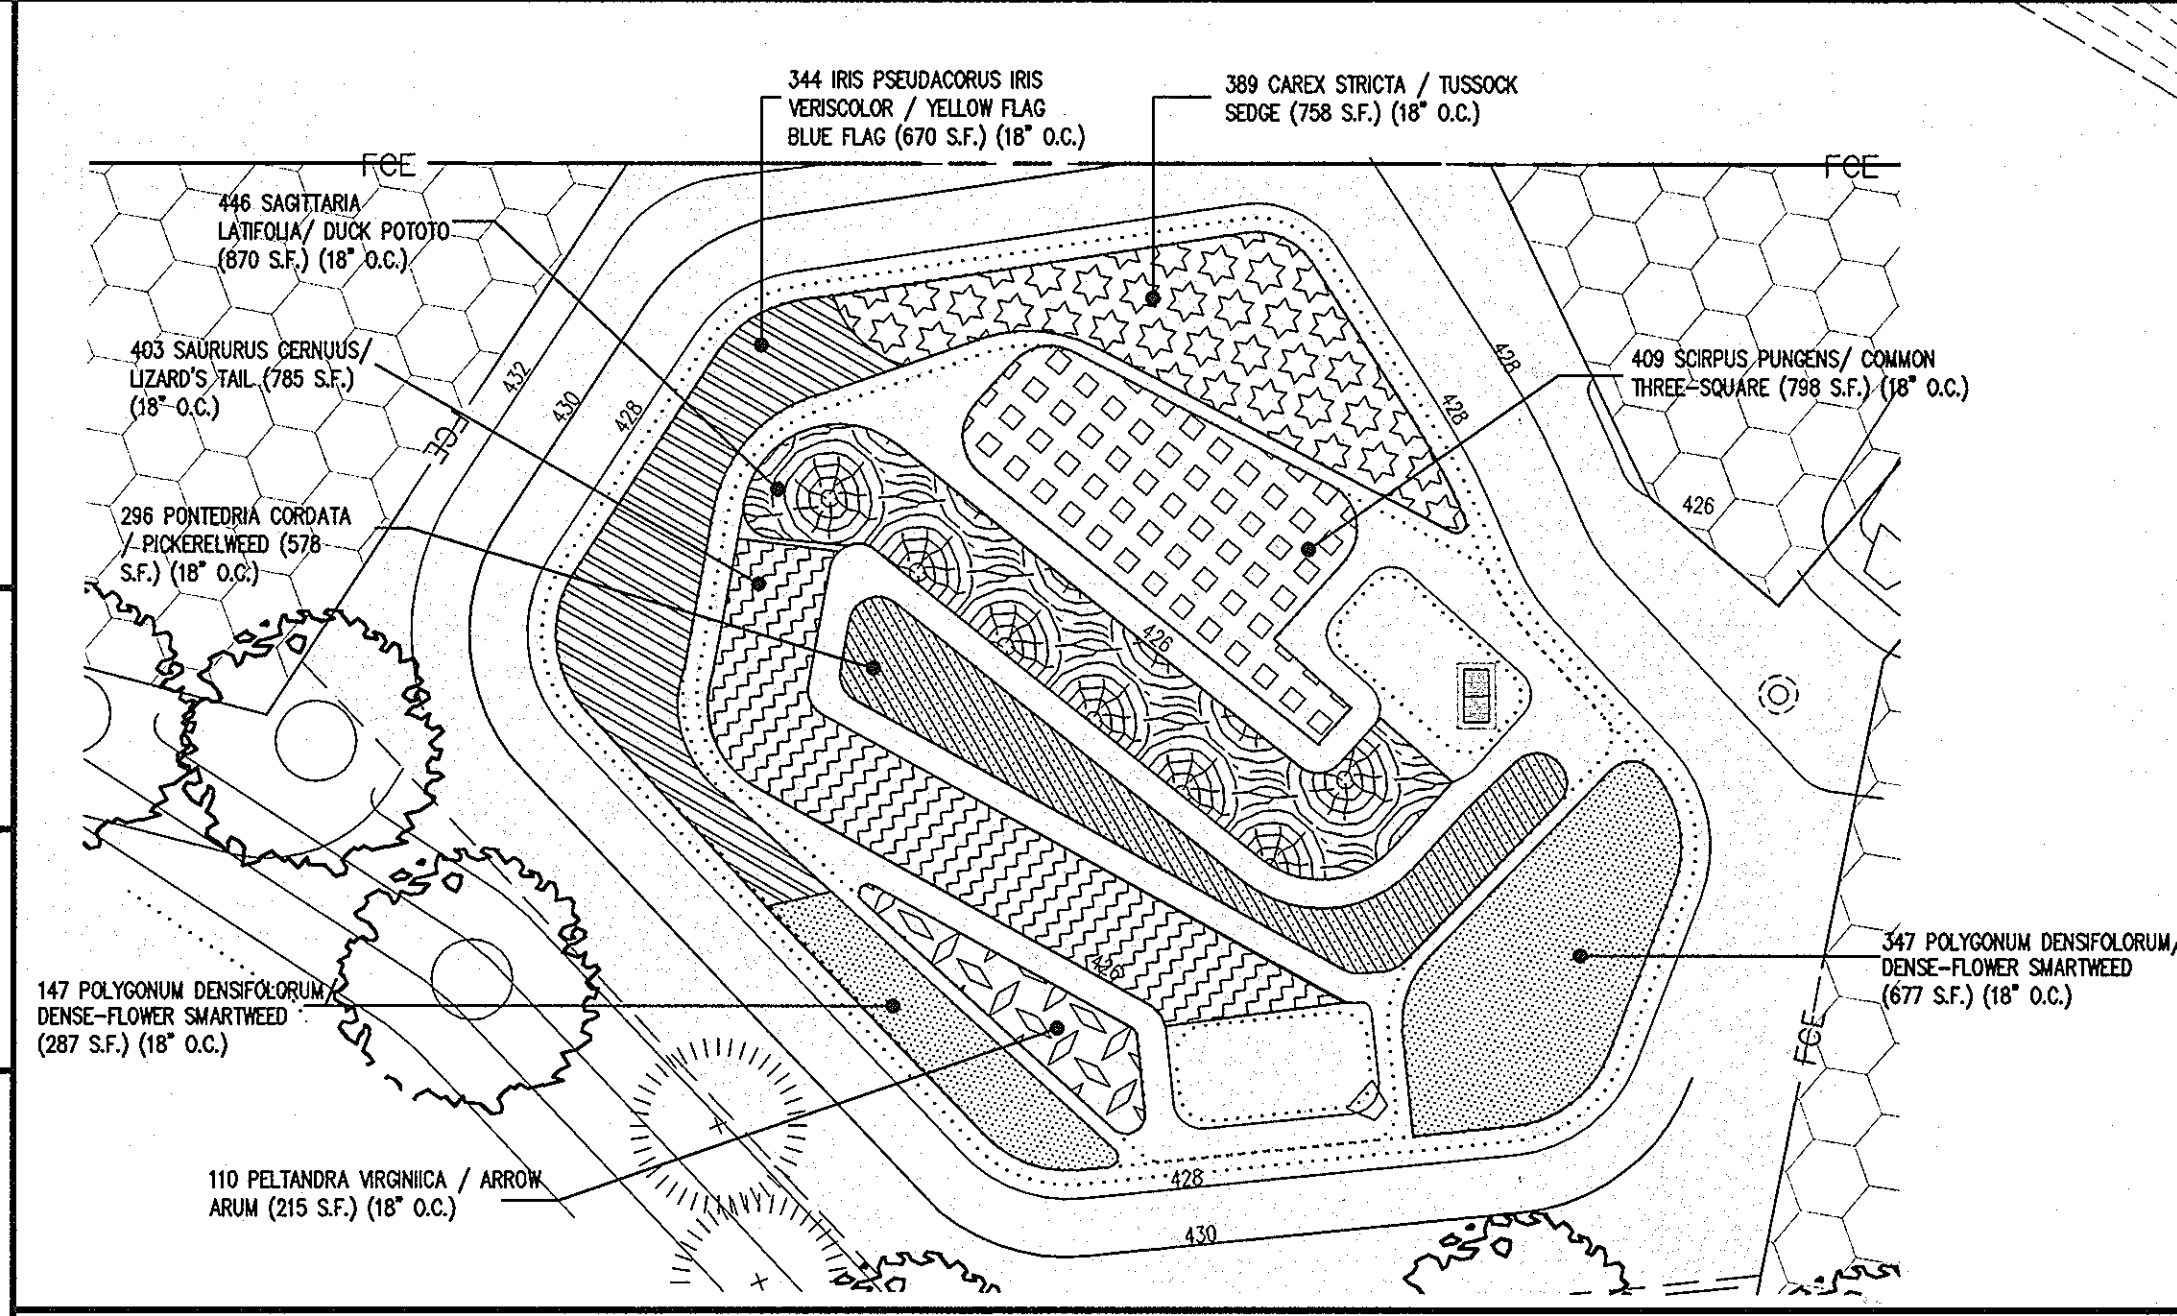 344 IRIS PSEUDACORUS IRIS
VERISCOLOR / YELLOW FLAG
BLUE FLAG (670 S.F.) (18" O.C.)
389 CAREX STRICTA / TUSSOCK
SEDGE (758 S.F.) (18" O.C.)
FCE
FCE
446 SAGITTARIA
LATIFOLIA/ DUCK POTOTO
(870 S.F.) (18" O.C.)
403 SAURURUS CERNUUS/
LIZARD'S TAIL (785 S.F.)
(18" O.C.)
432
430
428
FCE
428
428
409 SCIRPUS PUNGENS/ COMMON
THREE-SQUARE (798 S.F.) (18" O.C.)
426
296 PONTEDRIA CORDATA
/ PICKERELWEED (578
S.F.) (18" O.C.)
426
426
147 POLYGONUM DENSIFOLORUM/
DENSE-FLOWER SMARTWEED
(287 S.F.) (18" O.C.)
347 POLYGONUM DENSIFOLORUM/
DENSE-FLOWER SMARTWEED
(677 S.F.) (18" O.C.)
FCE
110 PELTANDRA VIRGINIICA / ARROW
ARUM (215 S.F.) (18" O.C.)
428
430